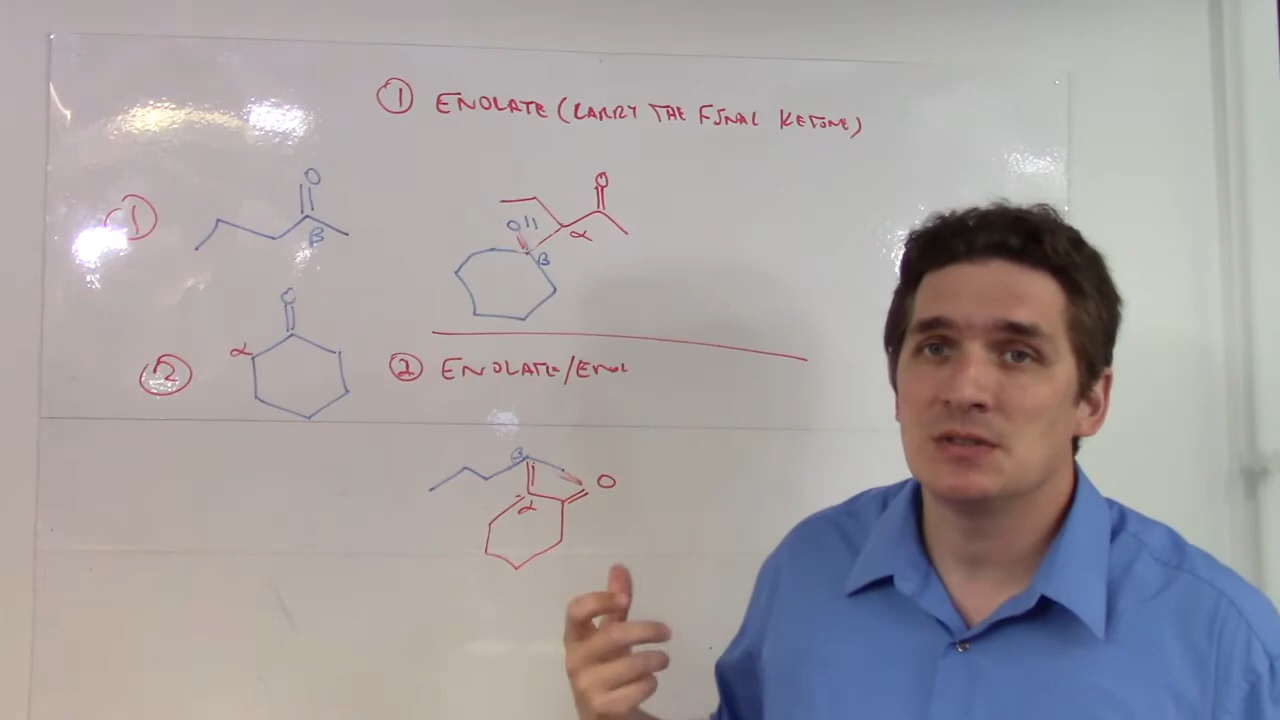 ① ENOLATE (CARRY THE FINAL KETONE)
① O
β
O
OH
α
β
O
α
② ② ENOLATE/ENOL
β
O
α